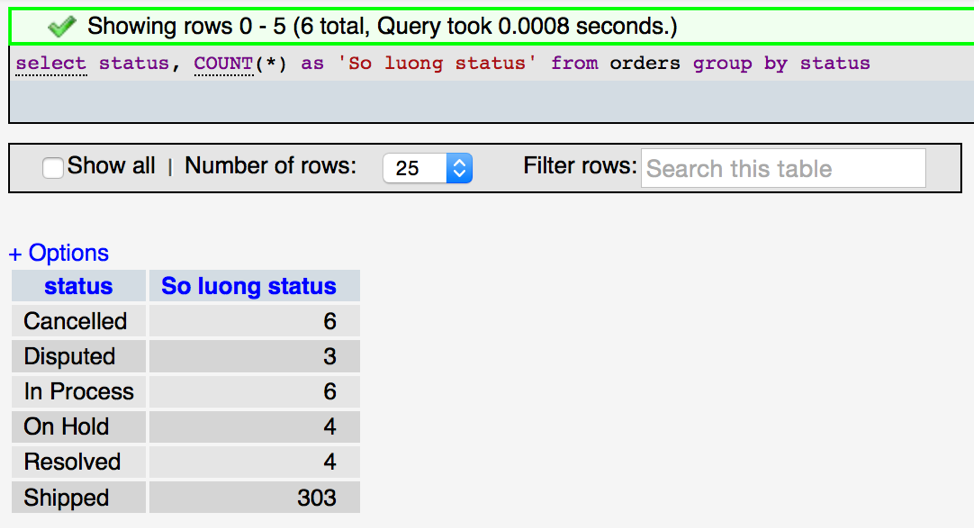 Showing rows 0 - 5 (6 total, Query took 0.0008 seconds.)
select status, COUNT(*) as 'So luong status' from orders group by status
Show all | Number of rows: 25 Filter rows: Search this table
+ Options
status So luong status
Cancelled 6
Disputed 3
In Process 6
On Hold 4
Resolved 4
Shipped 303